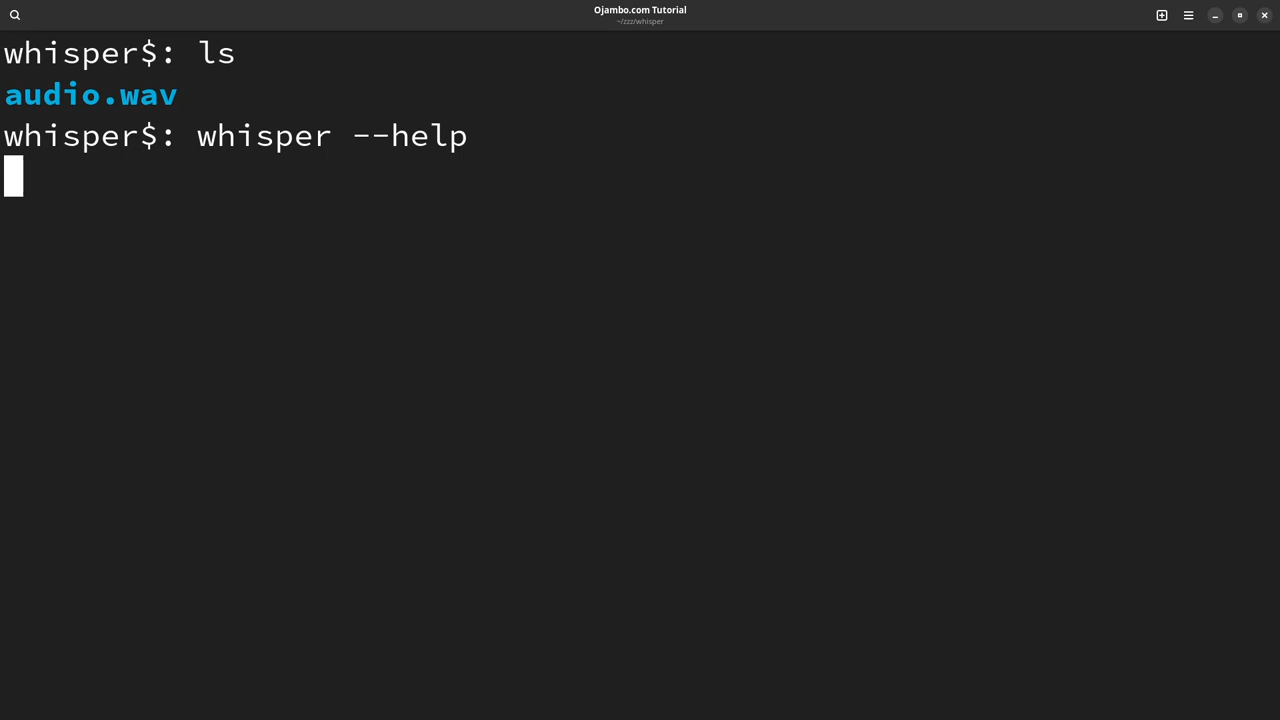 Ojambo.com Tutorial
~/zzz/whisper
whisper$: ls
audio.wav
whisper$: whisper --help